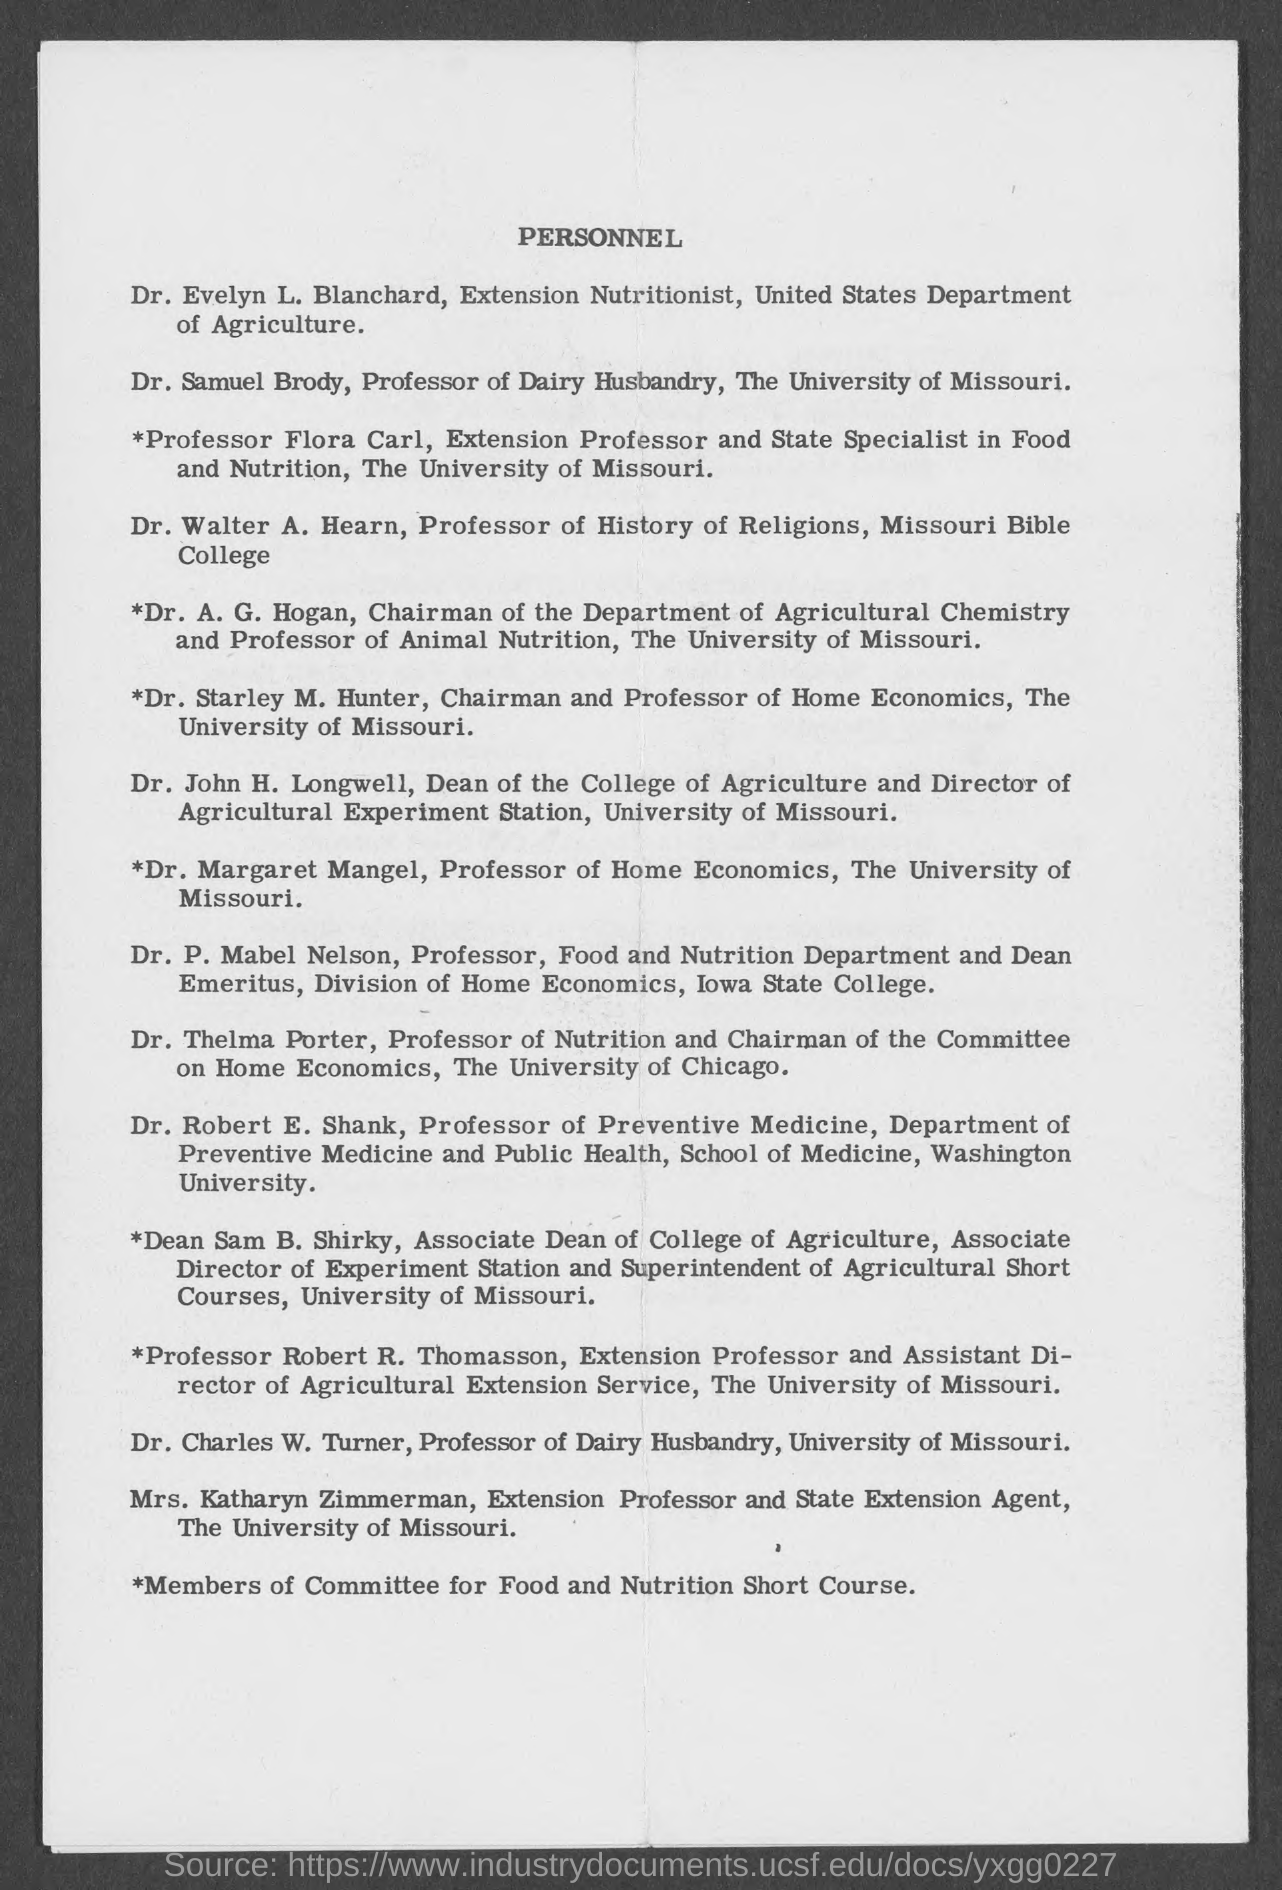 PERSONNEL
Dr. Evelyn L. Blanchard, Extension Nutritionist, United States Department
of Agriculture.
Dr. Samuel Brody, Professor of Dairy Husbandry, The University of Missouri.
*Professor Flora Carl, Extension Professor and State Specialist in Food
and Nutrition, The University of Missouri.
Dr. Walter A. Hearn, Professor of History of Religions, Missouri Bible
College
*Dr. A. G. Hogan, Chairman of the Department of Agricultural Chemistry
and Professor of Animal Nutrition, The University of Missouri.
*Dr. Starley M. Hunter, Chairman and Professor of Home Economics, The
University of Missouri.
Dr. John H. Longwell, Dean of the College of Agriculture and Director of
Agricultural Experiment Station, University of Missouri.
*Dr. Margaret Mangel, Professor of Home Economics, The University of
Missouri.
Dr. P. Mabel Nelson, Professor, Food and Nutrition Department and Dean
Emeritus, Division of Home Economics, Iowa State College.
Dr. Thelma Porter, Professor of Nutrition and Chairman of the Committee
on Home Economics, The University of Chicago.
Dr. Robert E. Shank, Professor of Preventive Medicine, Department of
Preventive Medicine and Public Health, School of Medicine, Washington
University.
*Dean Sam B. Shirky, Associate Dean of College of Agriculture, Associate
Director of Experiment Station and Superintendent of Agricultural Short
Courses, University of Missouri.
*Professor Robert R. Thomasson, Extension Professor and Assistant Di-
rector of Agricultural Extension Service, The University of Missouri.
Dr. Charles W. Turner, Professor of Dairy Husbandry, University of Missouri.
Mrs. Katharyn Zimmerman, Extension Professor and State Extension Agent,
The University of Missouri.
*Members of Committee for Food and Nutrition Short Course.
Source: https://www.industrydocuments.ucsf.edu/docs/yxgg0227